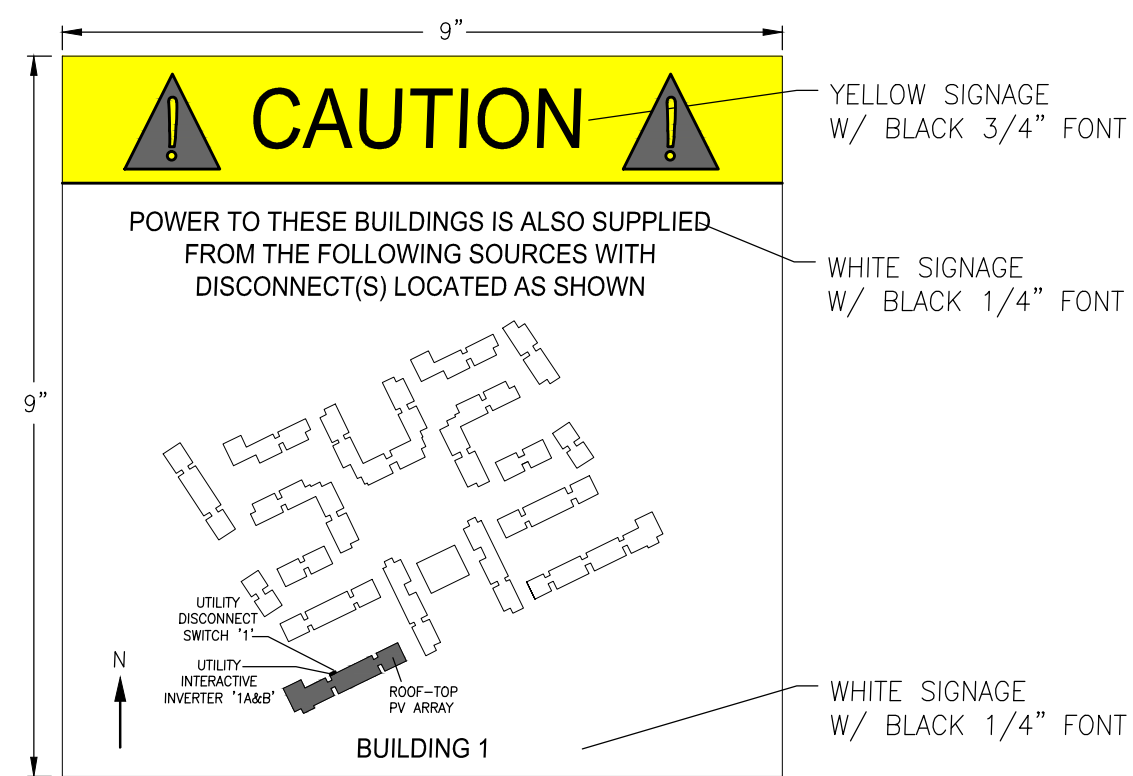 9"
CAUTION
YELLOW SIGNAGE
W/ BLACK 3/4" FONT
POWER TO THESE BUILDINGS IS ALSO SUPPLIED
FROM THE FOLLOWING SOURCES WITH
DISCONNECT(S) LOCATED AS SHOWN
WHITE SIGNAGE
W/ BLACK 1/4" FONT
9"
UTILITY
DISCONNECT
SWITCH '1'
UTILITY
INTERACTIVE
INVERTER '1A&B'
ROOF-TOP
PV ARRAY
N
BUILDING 1
WHITE SIGNAGE
W/ BLACK 1/4" FONT